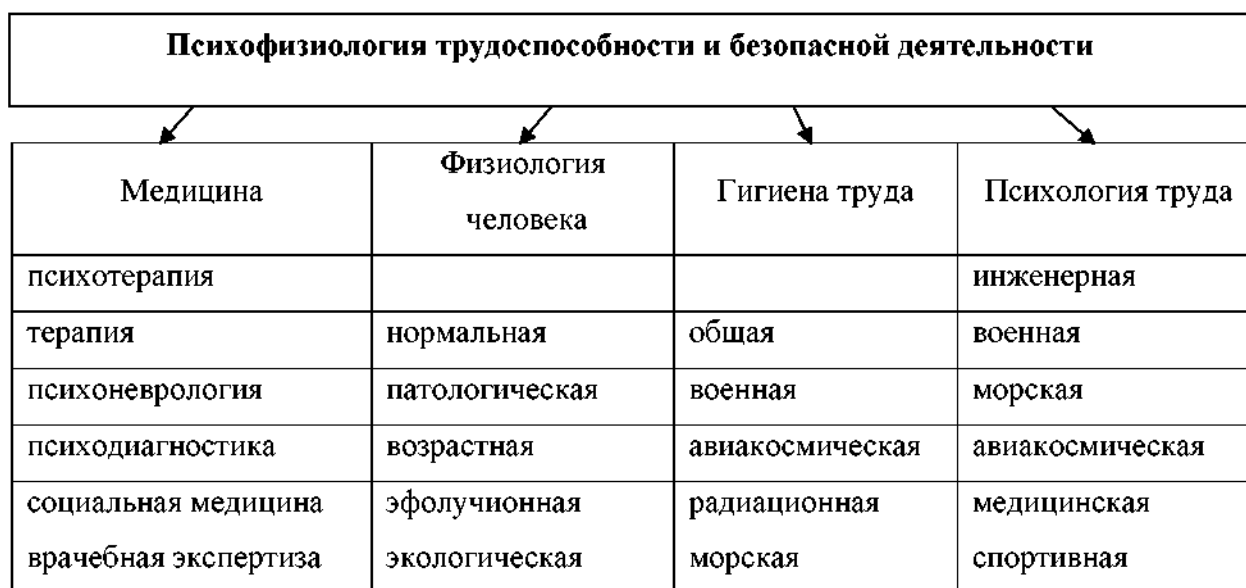 Психофизиология трудоспособности и безопасной деятельности
Медицина
Физиология
человека
Гигиена труда
Психология труда
психотерапия
инженерная
терапия
нормальная
общая
военная
психоневрология
патологическая
военная
морская
психодиагностика
возрастная
авиакосмическая
авиакосмическая
социальная медицина
эфолучионная
радиационная
медицинская
врачебная экспертиза
экологическая
морская
спортивная